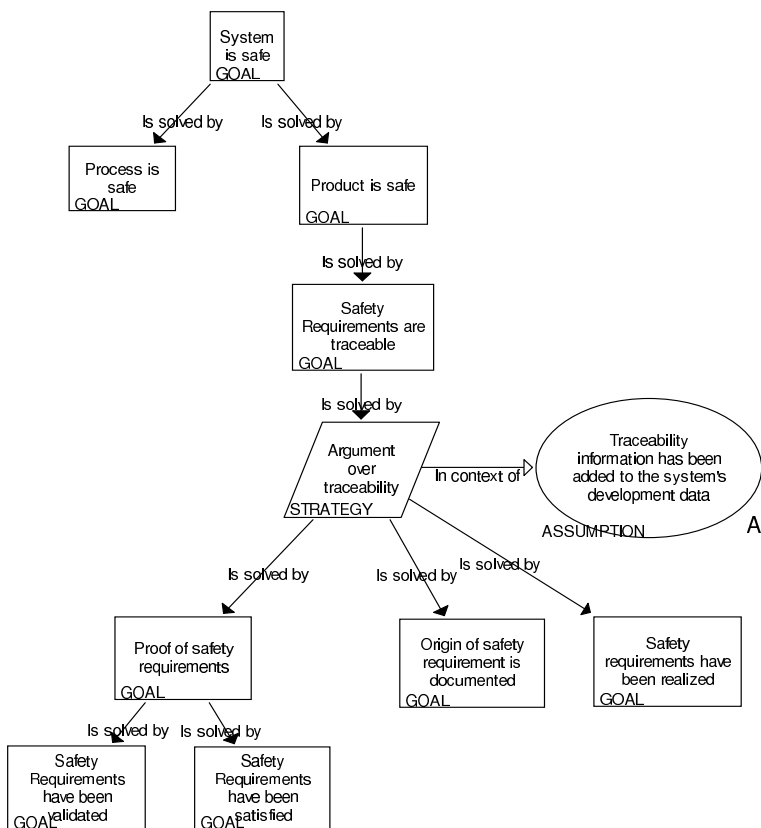 System
is safe
GOAL
Is solved by
Is solved by
Process is
safe
GOAL
Product is safe
GOAL
Is solved by
Safety
Requirements are
traceable
GOAL
Is solved by
Argument
over
traceability
STRATEGY
In context of
Traceability
information has been
added to the system's
development data
ASSUMPTION
A
Is solved by
Is solved by
Is solved by
Proof of safety
requirements
GOAL
Origin of safety
requirement is
documented
GOAL
Safety
requirements have
been realized
GOAL
Is solved by
Is solved by
Safety
Requirements
have been
validated
GOAL
Safety
Requirements
have been
satisfied
GOAL